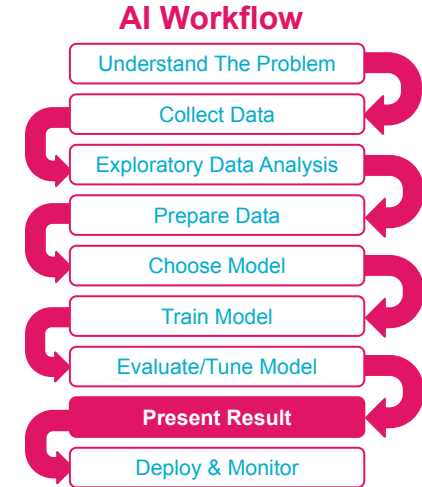 AI Workflow
Understand The Problem
Collect Data
Exploratory Data Analysis
Prepare Data
Choose Model
Train Model
Evaluate/Tune Model
Present Result
Deploy & Monitor